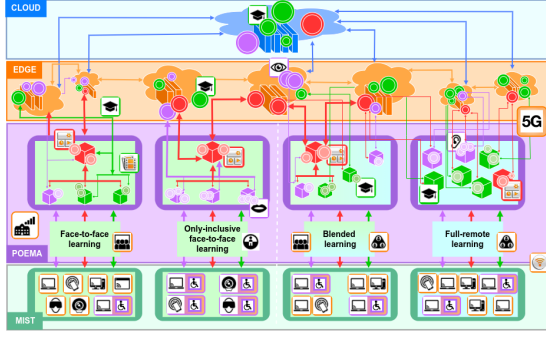 CLOUD
EDGE
5G
Face-to-face
learning
Only-inclusive
face-to-face
learning
Blended
learning
Full-remote
learning
POEMA
MIST